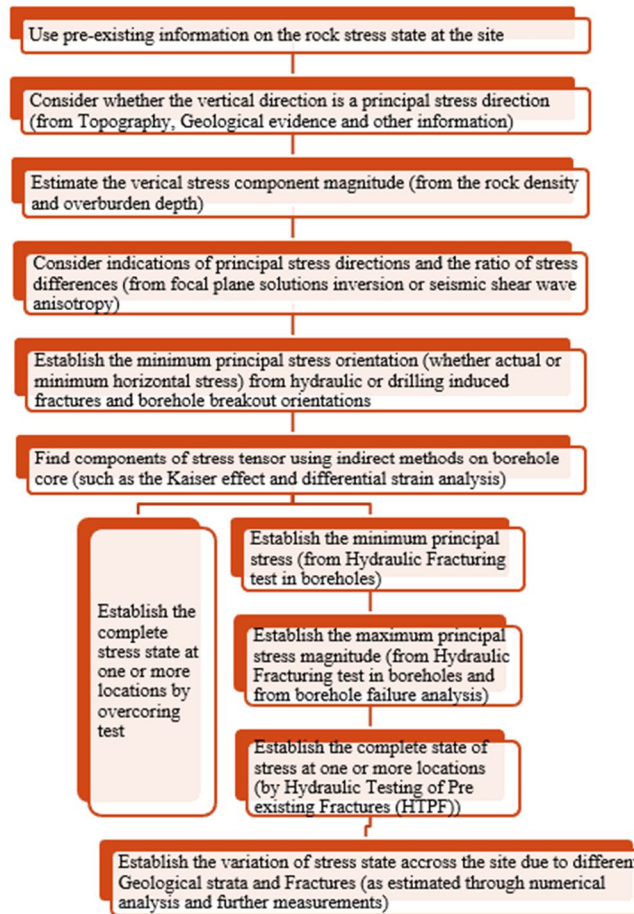 Use pre-existing information on the rock stress state at the site
Consider whether the vertical direction is a principal stress direction
(from Topography, Geological evidence and other information)
Estimate the verical stress component magnitude (from the rock density
and overburden depth)
Consider indications of principal stress directions and the ratio of stress
differences (from focal plane solutions inversion or seismic shear wave
anisotropy)
Establish the minimum principal stress orientation (whether actual or
minimum horizontal stress) from hydraulic or drilling induced
fractures and borehole breakout orientations
Find components of stress tensor using indirect methods on borehole
core (such as the Kaiser effect and differential strain analysis)
Establish the
complete
stress state at
one or more
locations by
overcoring
test
Establish the minimum principal
stress (from Hydraulic Fracturing
test in boreholes)
Establish the maximum principal
stress magnitude (from Hydraulic
Fracturing test in boreholes and
from borehole failure analysis)
Establish the complete state of
stress at one or more locations
(by Hydraulic Testing of Pre
existing Fractures (HTPF))
Establish the variation of stress state accross the site due to different
Geological strata and Fractures (as estimated through numerical
analysis and further measurements)